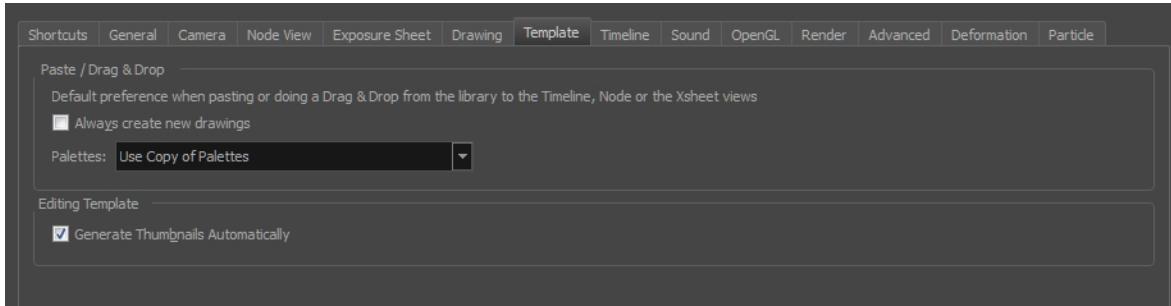 Shortcuts General Camera Node View Exposure Sheet Drawing Template Timeline Sound OpenGL Render Advanced Deformation Particle
Paste / Drag & Drop
Default preference when pasting or doing a Drag & Drop from the library to the Timeline, Node or the Xsheet views
Always create new drawings
Palettes: Use Copy of Palettes
Editing Template
Generate Thumbnails Automatically